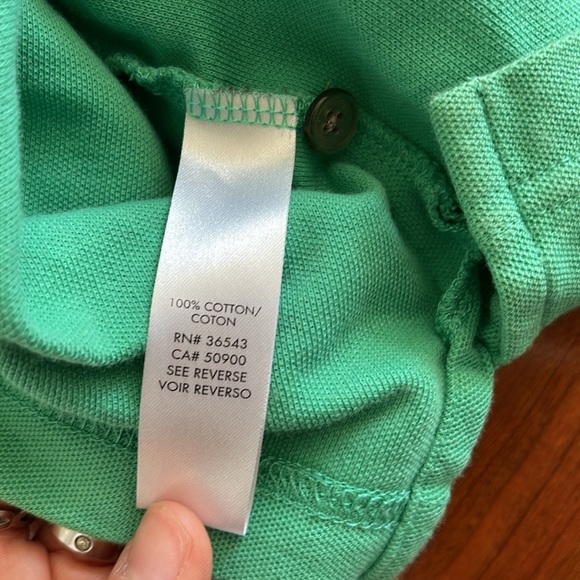 100% COTTON/
COTON
RN# 36543
CA# 50900
SEE REVERSE
VOIR REVERSO